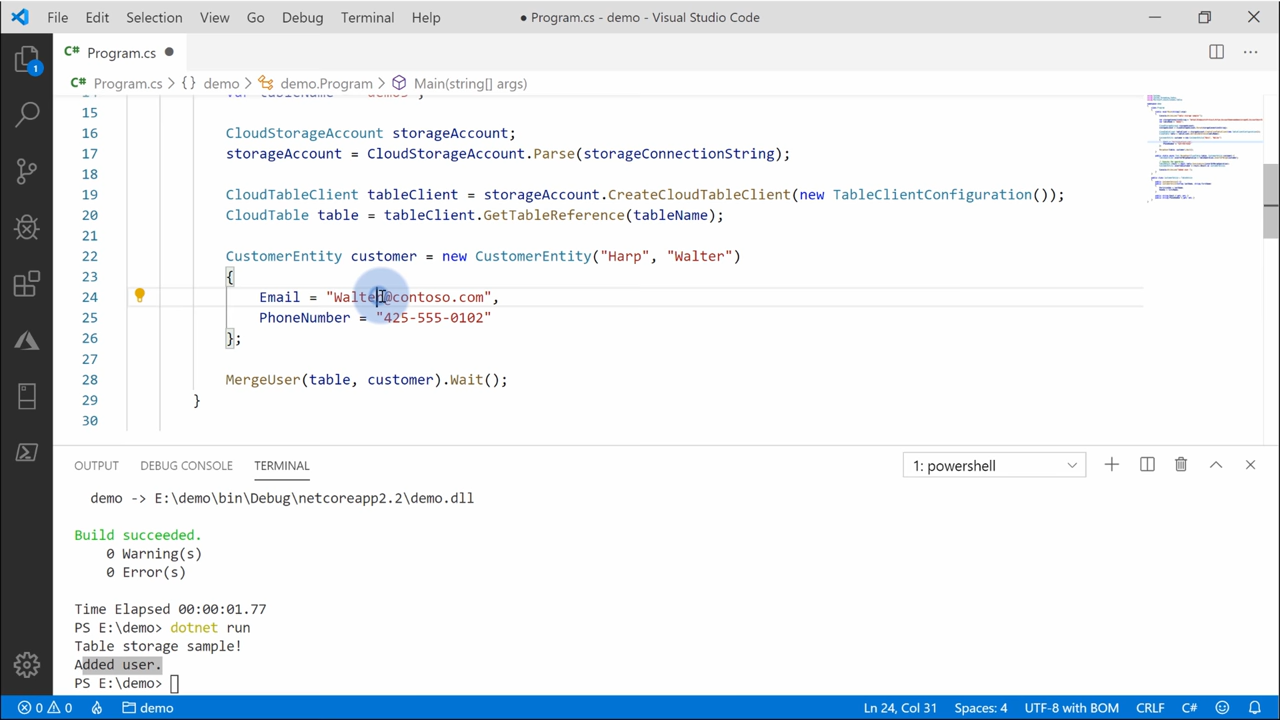 File Edit Selection View Go Debug Terminal Help ● Program.cs - demo - Visual Studio Code
C# Program.cs ●
C# Program.cs > {} demo > demo.Program > Main(string[] args)
14 var tableName = "demo3";
15
16 CloudStorageAccount storageAccount;
17 storageAccount = CloudStorageAccount.Parse(storageConnectionString);
18
19 CloudTableClient tableClient = storageAccount.CreateCloudTableClient(new TableClientConfiguration());
20 CloudTable table = tableClient.GetTableReference(tableName);
21
22 CustomerEntity customer = new CustomerEntity("Harp", "Walter")
23 {
24 Email = "Walter@contoso.com",
25 PhoneNumber = "425-555-0102"
26 };
27
28 MergeUser(table, customer).Wait();
29 }
30
OUTPUT DEBUG CONSOLE TERMINAL 1: powershell
demo -> E:\demo\bin\Debug\netcoreapp2.2\demo.dll
Build succeeded.
0 Warning(s)
0 Error(s)
Time Elapsed 00:00:01.77
PS E:\demo> dotnet run
Table storage sample!
Added user.
PS E:\demo>
0 0 demo Ln 24, Col 31 Spaces: 4 UTF-8 with BOM CRLF C#